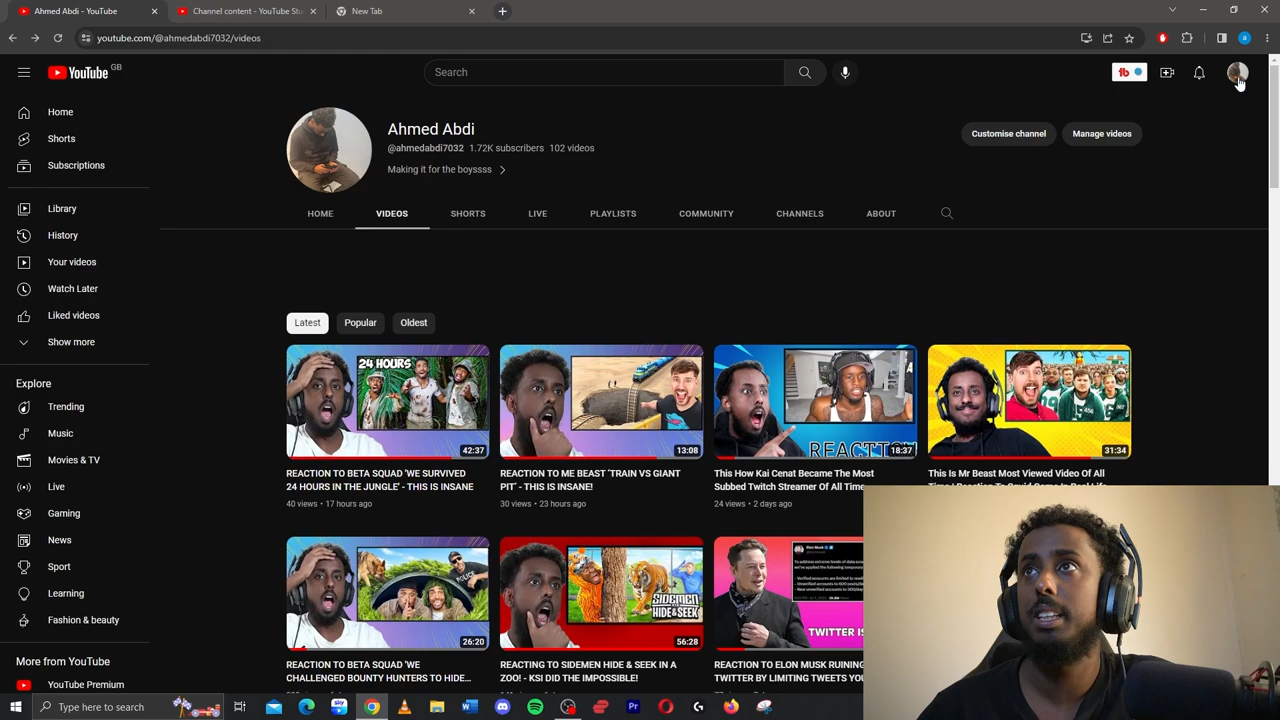 Ahmed Abdi - YouTube
Channel content - YouTube Stu
New Tab
youtube.com/@ahmedabdi7032/videos
YouTube GB
Search
Home
Shorts
Subscriptions
Library
History
Your videos
Watch Later
Liked videos
Show more
Explore
Trending
Music
Movies & TV
Live
Gaming
News
Sport
Learning
Fashion & beauty
More from YouTube
YouTube Premium
Ahmed Abdi
@ahmedabdi7032 1.72K subscribers 102 videos
Making it for the boyssss
Customise channel
Manage videos
HOME VIDEOS SHORTS LIVE PLAYLISTS COMMUNITY CHANNELS ABOUT
Latest Popular Oldest
24 HOURS
42:37
REACTION TO BETA SQUAD 'WE SURVIVED
24 HOURS IN THE JUNGLE' - THIS IS INSANE
40 views • 17 hours ago
13:08
REACTION TO ME BEAST 'TRAIN VS GIANT
PIT' - THIS IS INSANE!
30 views • 23 hours ago
REACTION
18:37
This How Kai Cenat Became The Most
Subbed Twitch Streamer Of All Time
24 views • 2 days ago
456
31:34
This Is Mr Beast Most Viewed Video Of All
POLICE
26:20
REACTION TO BETA SQUAD 'WE
CHALLENGED BOUNTY HUNTERS TO HIDE...
SIDEMEN
HIDE & SEEK
56:28
REACTING TO SIDEMEN HIDE & SEEK IN A
ZOO! - KSI DID THE IMPOSSIBLE!
Elon Musk
TWITTER IS
REACTION TO ELON MUSK RUINING
TWITTER BY LIMITING TWEETS YOU
Type here to search